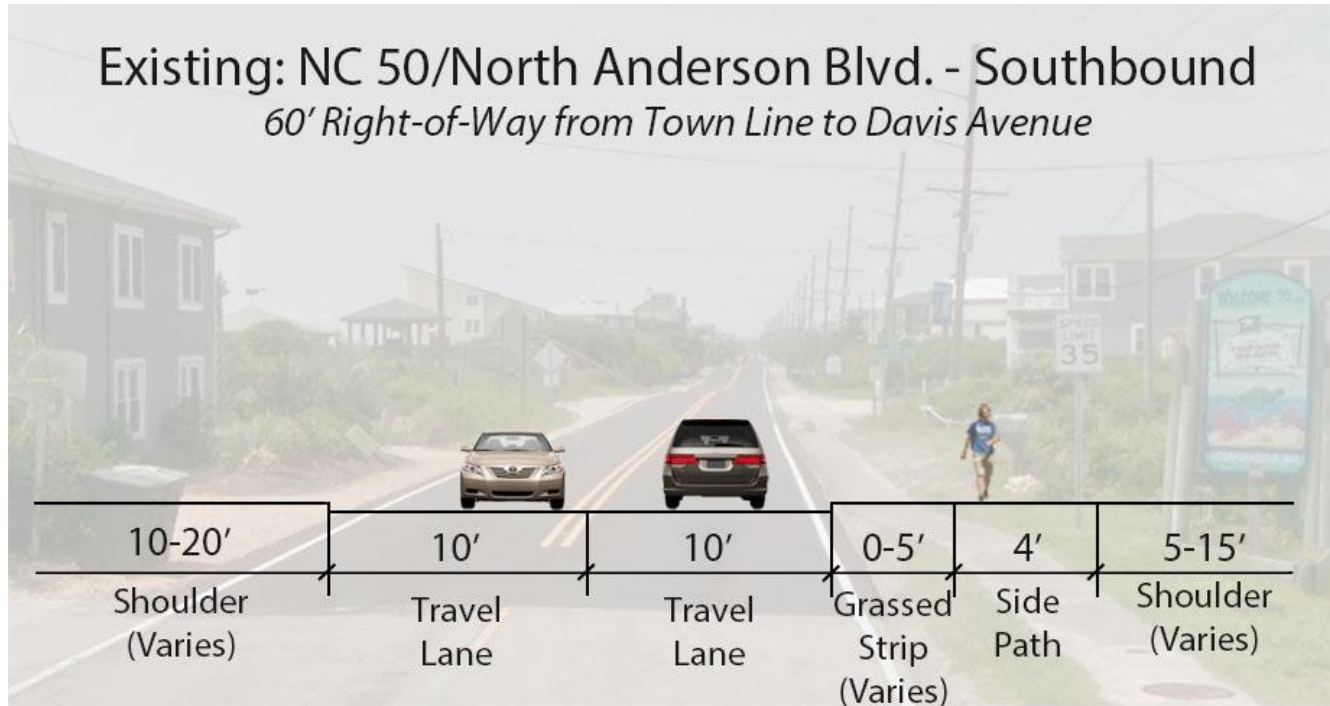 Existing: NC 50/North Anderson Blvd. - Southbound
60’ Right-of-Way from Town Line to Davis Avenue
WELCOME TO
SPEED
LIMIT
35
10-20’
10’
10’
0-5’
4’
5-15’
Shoulder
(Varies)
Travel
Lane
Travel
Lane
Grassed
Strip
(Varies)
Side
Path
Shoulder
(Varies)